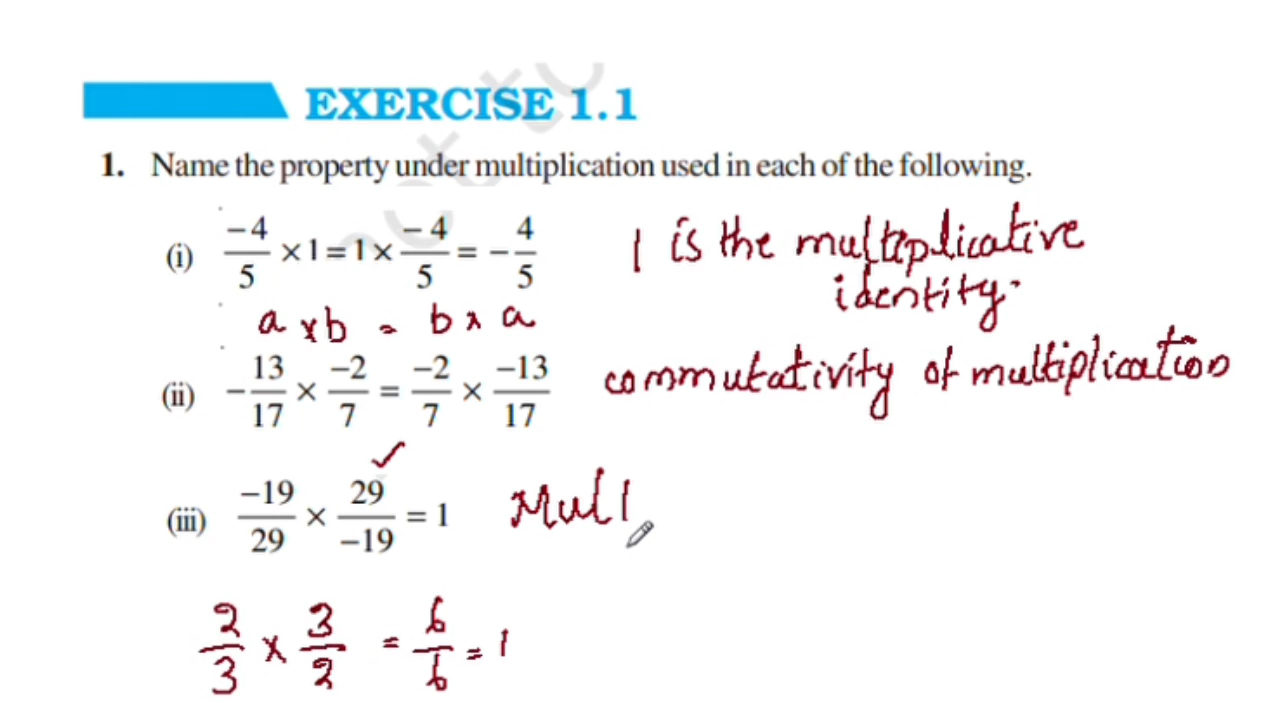 EXERCISE 1.1
1. Name the property under multiplication used in each of the following.
(i) -4/5 × 1 = 1 × -4/5 = -4/5
1 is the multiplicative
identity.
a × b = b × a
(ii) -13/17 × -2/7 = -2/7 × -13/17
commutativity of multiplication
(iii) -19/29 × 29/-19 = 1
Mul
2/3 × 3/2 = 6/6 = 1